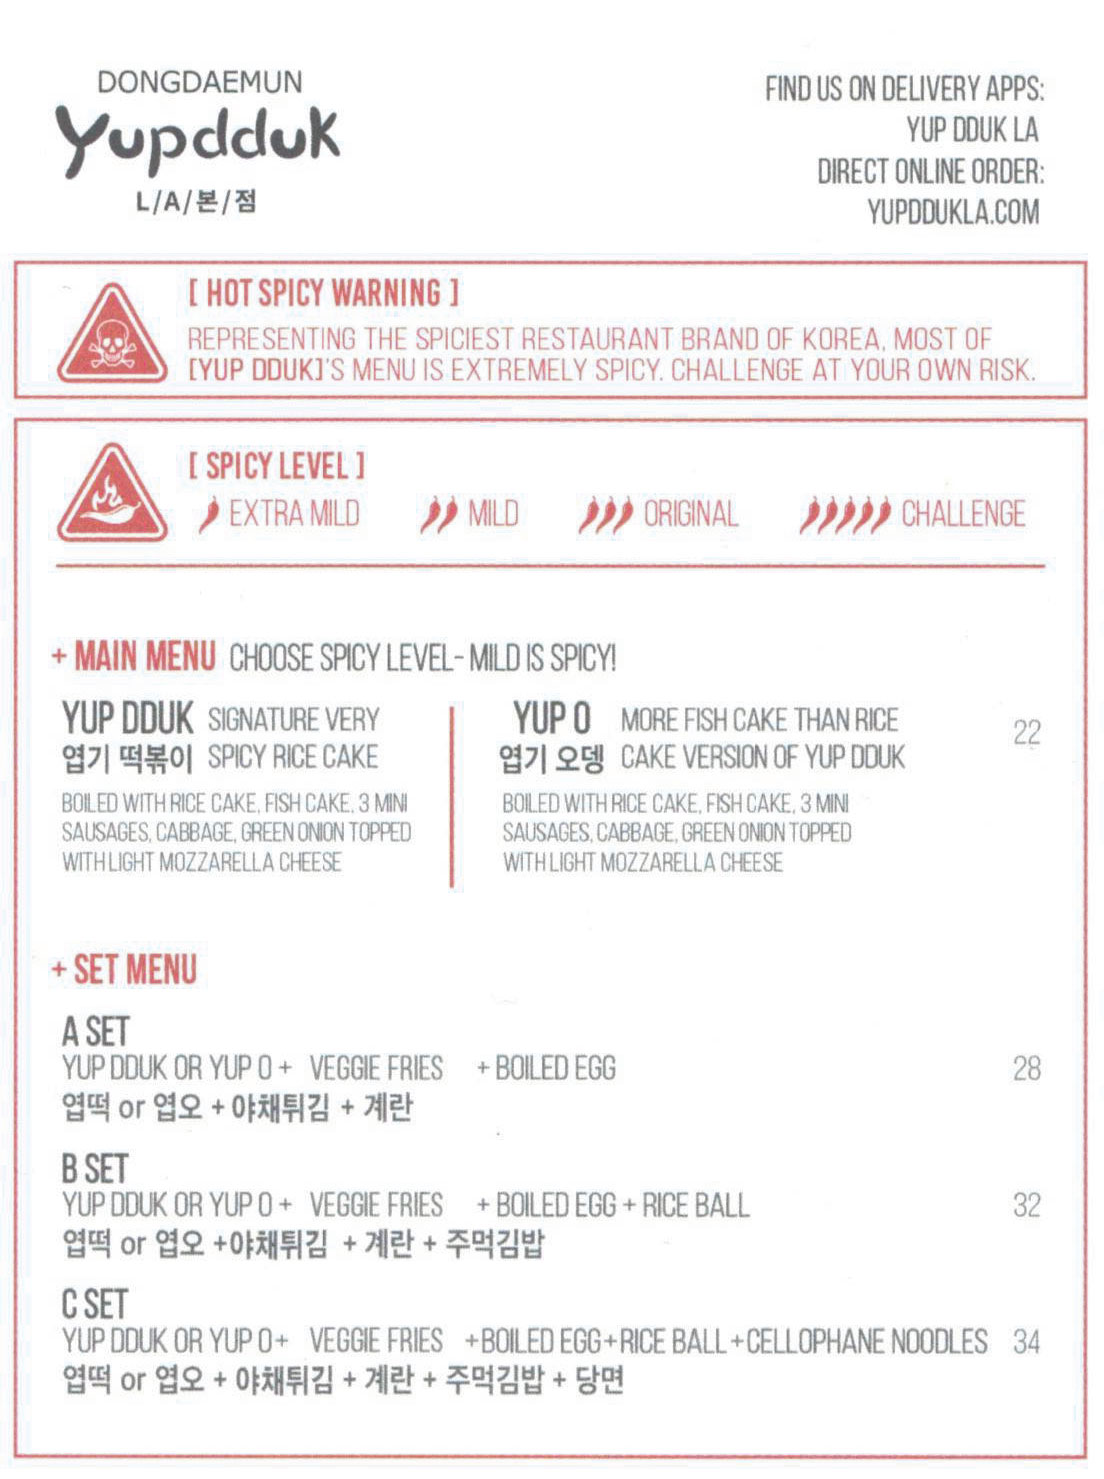 DONGDAEMUN
Yupdduk
L/A/본/점
FIND US ON DELIVERY APPS:
YUP DDUK LA
DIRECT ONLINE ORDER:
YUPDDUKLA.COM
[ HOT SPICY WARNING ]
REPRESENTING THE SPICIEST RESTAURANT BRAND OF KOREA, MOST OF
[YUP DDUK]'S MENU IS EXTREMELY SPICY. CHALLENGE AT YOUR OWN RISK.
[ SPICY LEVEL ]
EXTRA MILD MILD ORIGINAL CHALLENGE
+ MAIN MENU CHOOSE SPICY LEVEL- MILD IS SPICY!
YUP DDUK SIGNATURE VERY
엽기 떡볶이 SPICY RICE CAKE
BOILED WITH RICE CAKE, FISH CAKE, 3 MINI
SAUSAGES, CABBAGE, GREEN ONION TOPPED
WITH LIGHT MOZZARELLA CHEESE
YUP O MORE FISH CAKE THAN RICE
엽기 오뎅 CAKE VERSION OF YUP DDUK
22
BOILED WITH RICE CAKE, FISH CAKE, 3 MINI
SAUSAGES, CABBAGE, GREEN ONION TOPPED
WITH LIGHT MOZZARELLA CHEESE
+ SET MENU
A SET
YUP DDUK OR YUP O + VEGGIE FRIES + BOILED EGG 28
엽떡 or 엽오 + 야채튀김 + 계란
B SET
YUP DDUK OR YUP O + VEGGIE FRIES + BOILED EGG + RICE BALL 32
엽떡 or 엽오 +야채튀김 + 계란 + 주먹김밥
C SET
YUP DDUK OR YUP O+ VEGGIE FRIES +BOILED EGG+RICE BALL+CELLOPHANE NOODLES 34
엽떡 or 엽오 + 야채튀김 + 계란 + 주먹김밥 + 당면